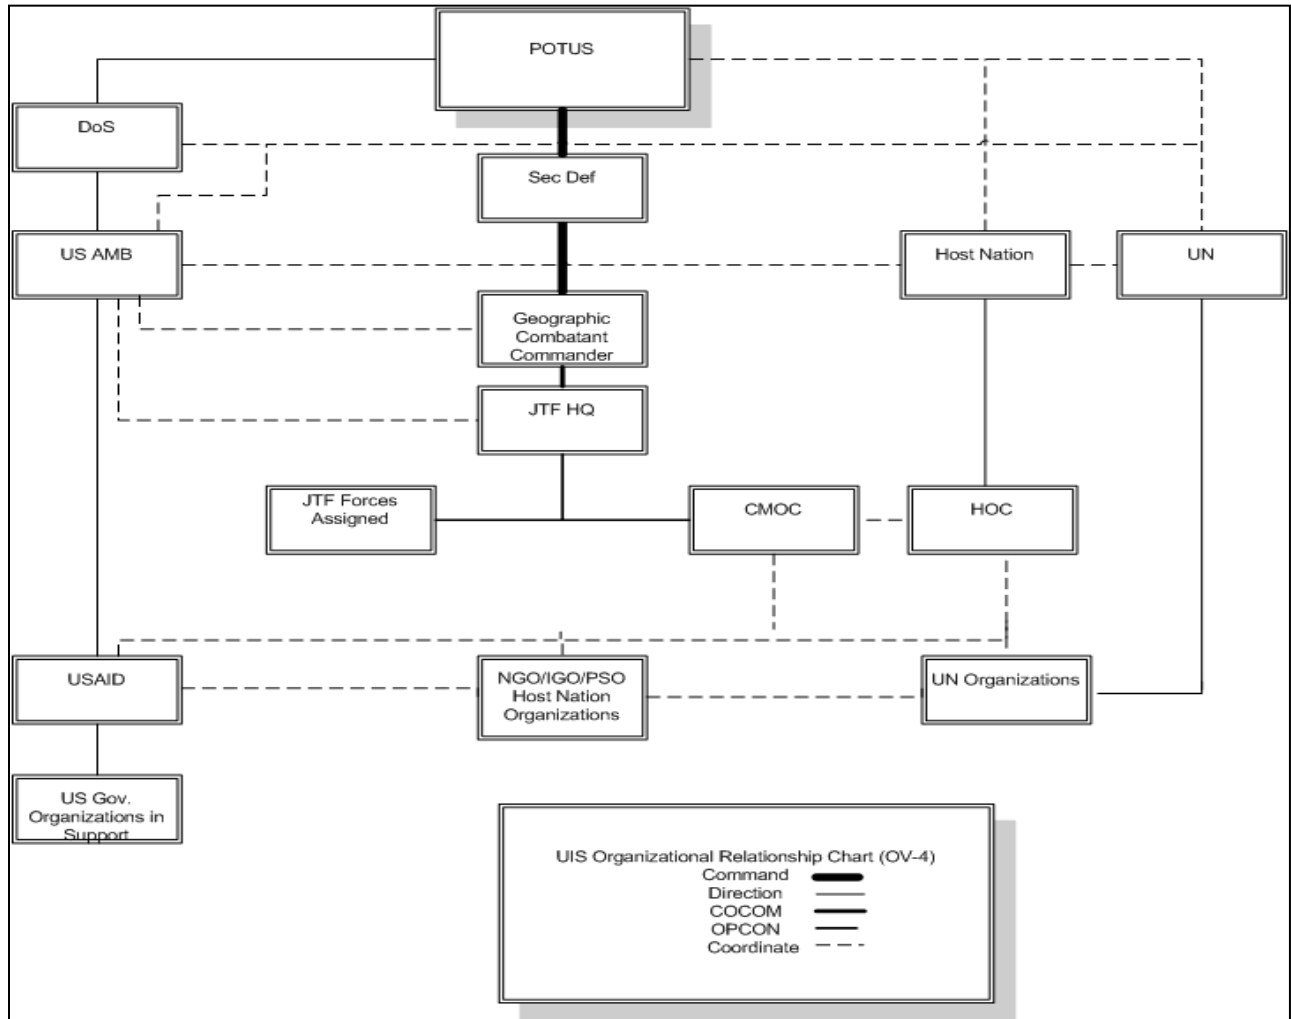 POTUS
DoS
Sec Def
US AMB
Host Nation
UN
Geographic
Combatant
Commander
JTF HQ
JTF Forces
Assigned
CMOC
HOC
USAID
NGO/IGO/PSO
Host Nation
Organizations
UN Organizations
US Gov.
Organizations in
Support
UIS Organizational Relationship Chart (OV-4)
Command
Direction
COCOM
OPCON
Coordinate